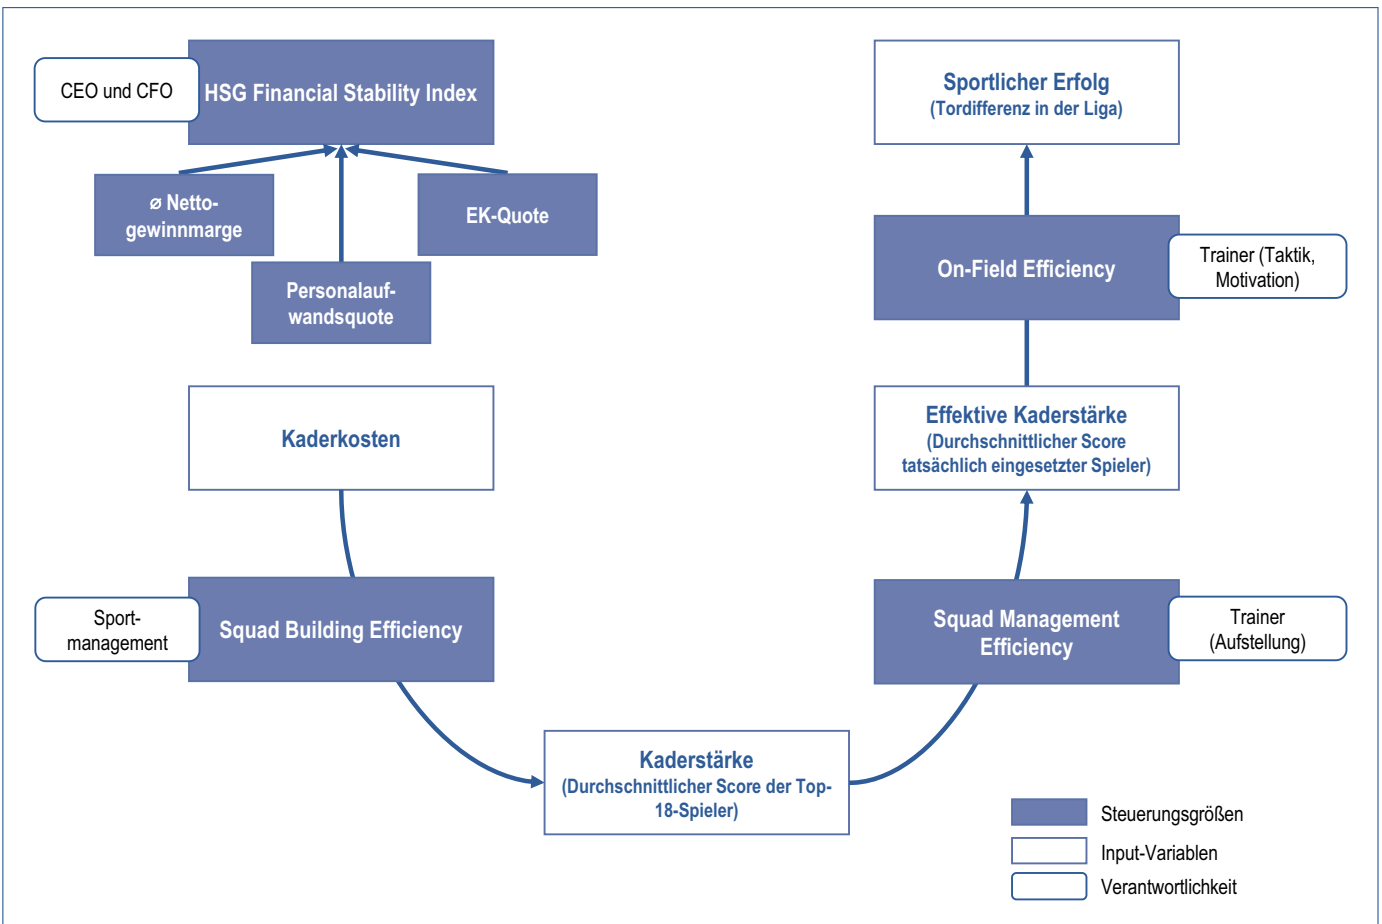 CEO und CFO
HSG Financial Stability Index
⌀ Netto-
gewinnmarge
EK-Quote
Personalauf-
wandsquote
Kaderkosten
Sport-
management
Squad Building Efficiency
Kaderstärke
(Durchschnittlicher Score der Top-
18-Spieler)
Sportlicher Erfolg
(Tordifferenz in der Liga)
On-Field Efficiency
Trainer (Taktik,
Motivation)
Effektive Kaderstärke
(Durchschnittlicher Score
tatsächlich eingesetzter Spieler)
Squad Management
Efficiency
Trainer
(Aufstellung)
Steuerungsgrößen
Input-Variablen
Verantwortlichkeit